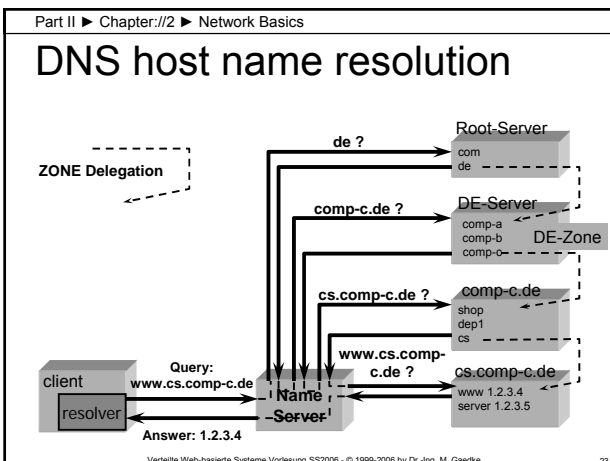 Part II ► Chapter://2 ► Network Basics
DNS host name resolution
Root-Server
de ?
com
de
ZONE Delegation
DE-Server
comp-c.de ?
comp-a
comp-b
comp-c
DE-Zone
comp-c.de
cs.comp-c.de ?
shop
dep1
cs
www.cs.comp-
c.de ?
cs.comp-c.de
Query:
www.cs.comp-c.de
client
resolver
Name
Server
www 1.2.3.4
server 1.2.3.5
Answer: 1.2.3.4
Verteilte Web-basierte Systeme Vorlesung SS2006 - © 1999-2006 by Dr.-Ing. M. Gaedke
23